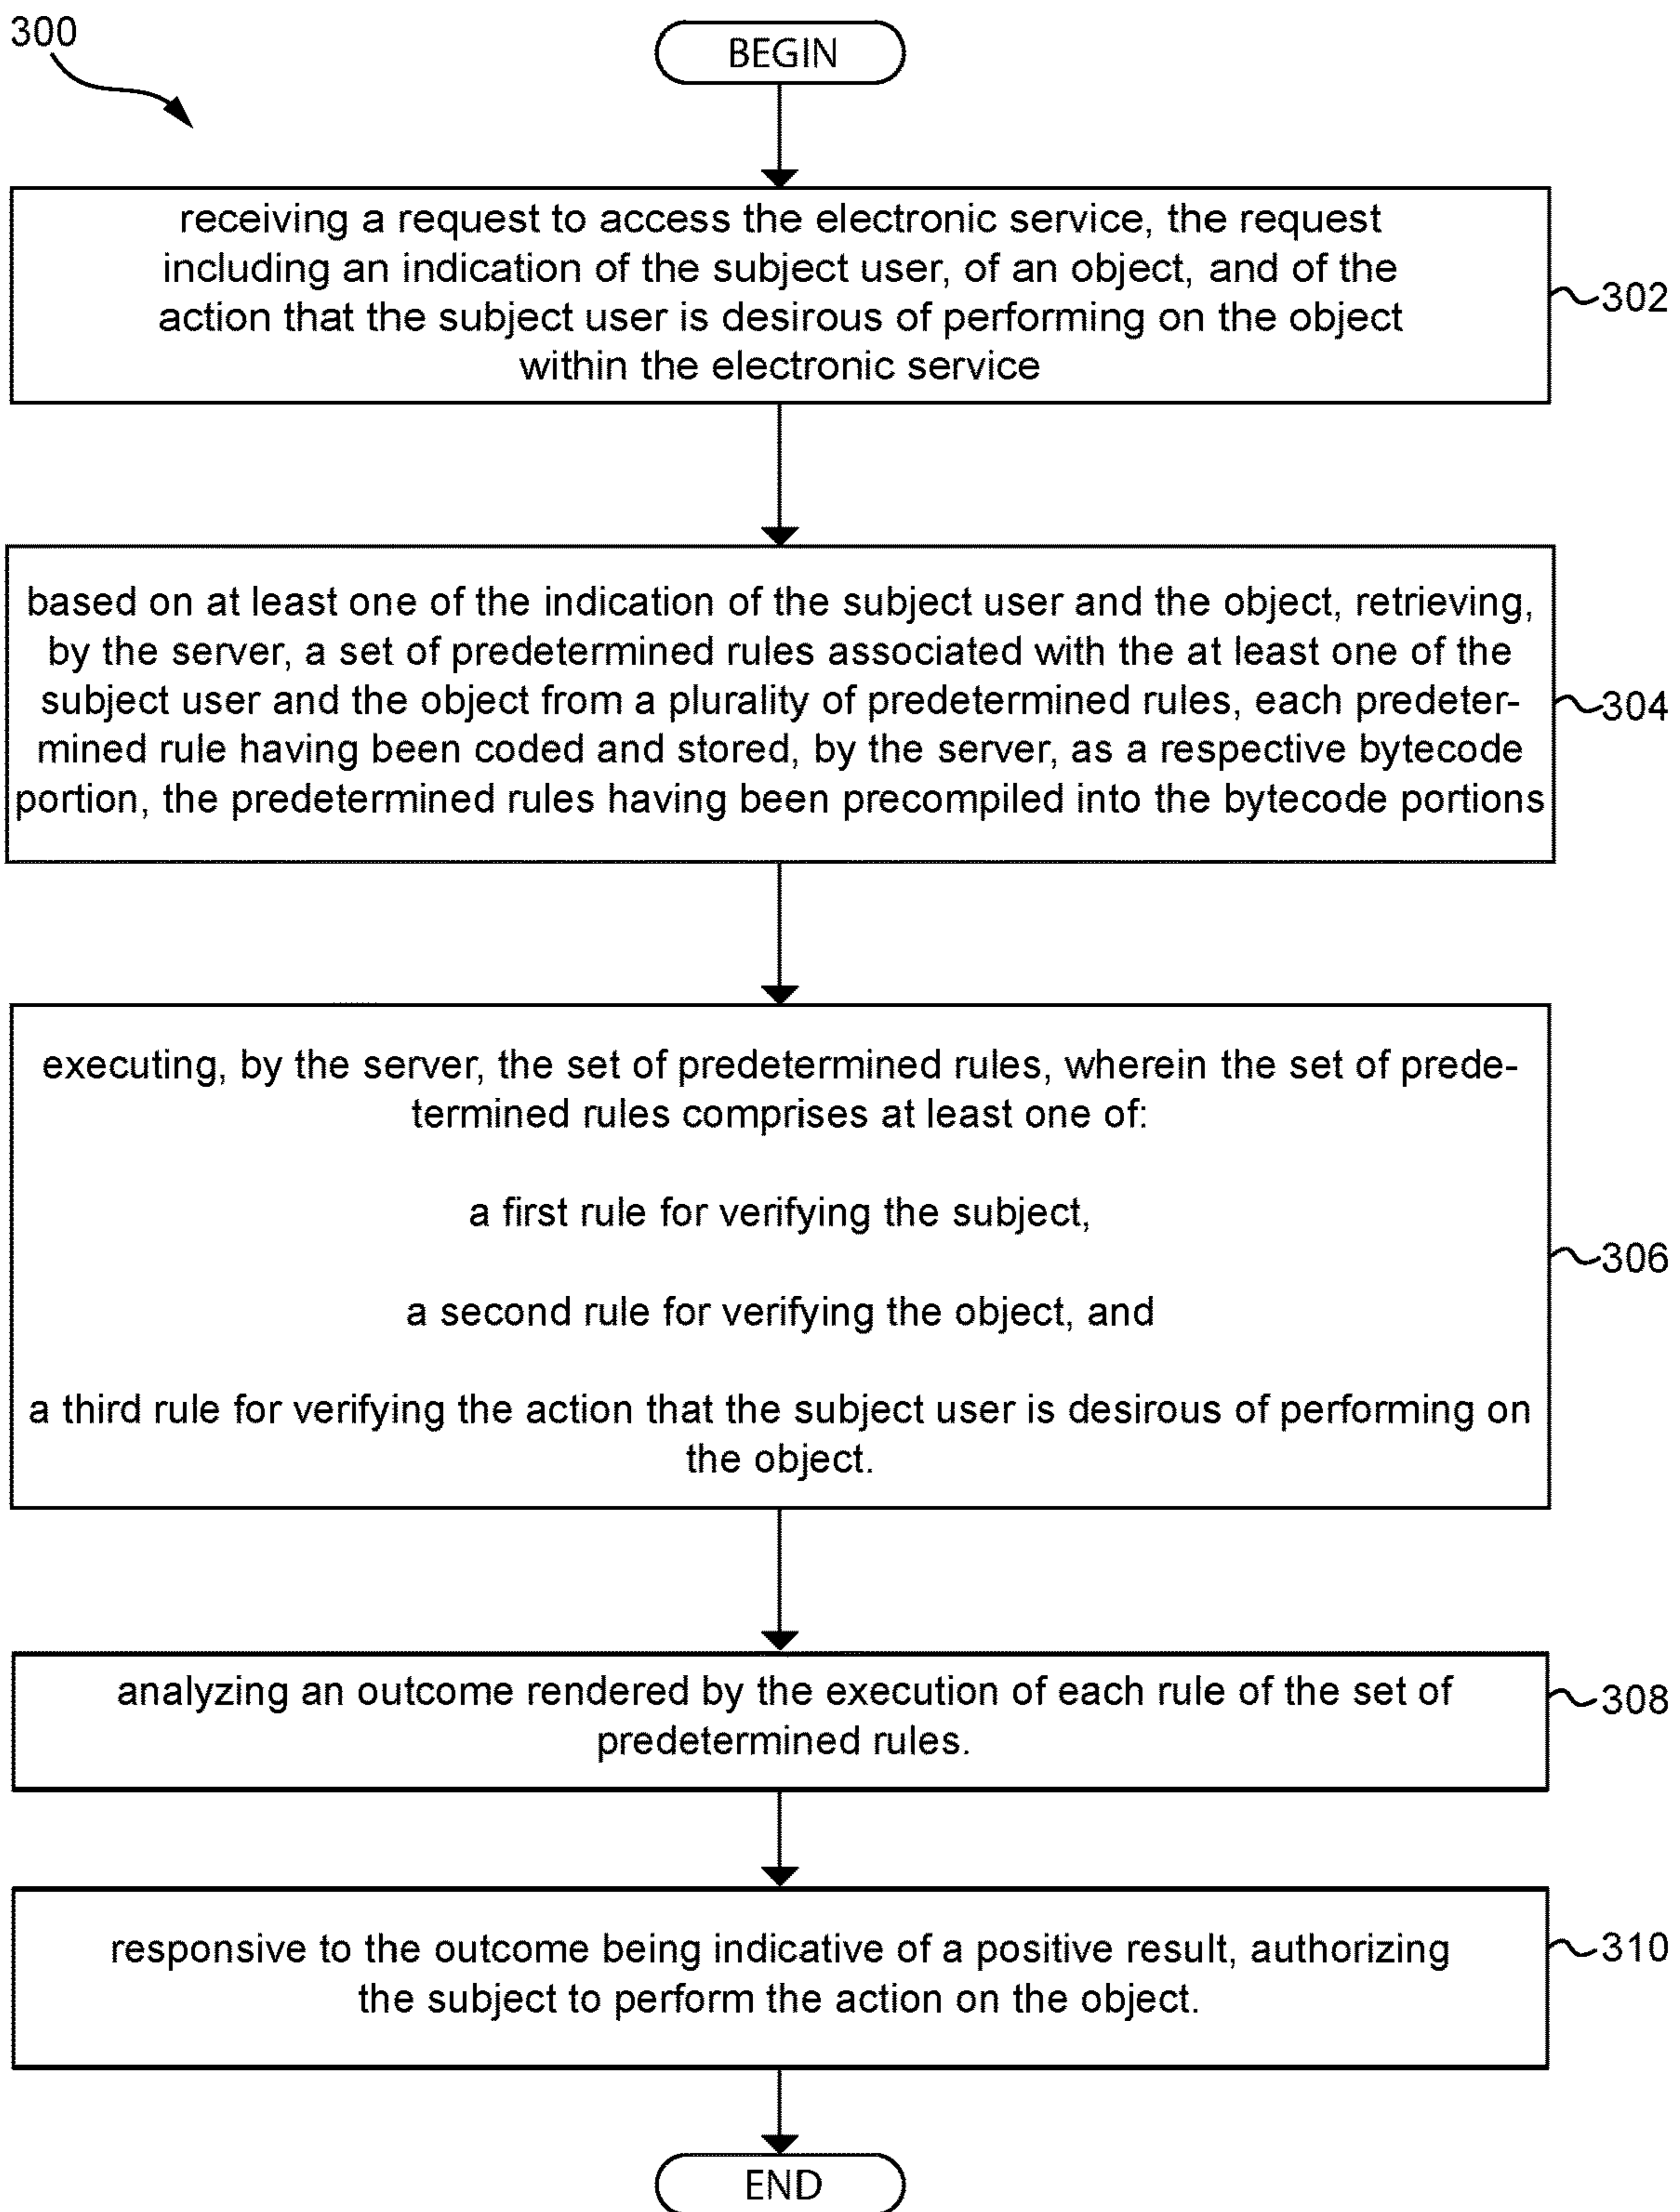 300
BEGIN
receiving a request to access the electronic service, the request
including an indication of the subject user, of an object, and of the
action that the subject user is desirous of performing on the object
within the electronic service
302
based on at least one of the indication of the subject user and the object, retrieving,
by the server, a set of predetermined rules associated with the at least one of the
subject user and the object from a plurality of predetermined rules, each predeter-
mined rule having been coded and stored, by the server, as a respective bytecode
portion, the predetermined rules having been precompiled into the bytecode portions
304
executing, by the server, the set of predetermined rules, wherein the set of prede-
termined rules comprises at least one of:
a first rule for verifying the subject,
a second rule for verifying the object, and
a third rule for verifying the action that the subject user is desirous of performing on
the object.
306
analyzing an outcome rendered by the execution of each rule of the set of
predetermined rules.
308
responsive to the outcome being indicative of a positive result, authorizing
the subject to perform the action on the object.
310
END